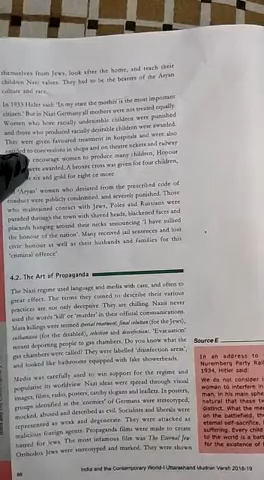 themselves from Jews, look after the home, and teach their
children Nazi values. They had to be the bearers of the Aryan
culture and race.
In 1933 Hitler said: 'In my state the mother is the most important
citizen.' But in Nazi Germany all mothers were not treated equally.
Women who bore racially undesirable children were punished
and those who produced racially desirable children were awarded.
They were given favoured treatment in hospitals and were also
entitled to concessions in shops and on theatre tickets and railway
encourage women to produce many children, Honour
were awarded. A bronze cross was given for four children,
six and gold for eight or more.
'Aryan' women who deviated from the prescribed code of
conduct were publicly condemned, and severely punished. Those
who maintained contact with Jews, Poles and Russians were
paraded through the town with shaved heads, blackened faces and
placards hanging around their necks announcing 'I have sullied
the honour of the nation'. Many received jail sentences and lost
civic honour as well as their husbands and families for this
'criminal offence'.
4.2. The Art of Propaganda
The Nazi regime used language and media with care, and often to
great effect. The terms they coined to describe their various
practices are not only deceptive. They are chilling. Nazis never
used the words 'kill' or 'murder' in their official communications.
Mass killings were termed special treatment, final solution (for the Jews),
euthanasia (for the disabled), selection and disinfections. 'Evacuation'
meant deporting people to gas chambers. Do you know what the
gas chambers were called? They were labelled 'disinfection-areas',
and looked like bathrooms equipped with fake showerheads.
Media was carefully used to win support for the regime and
popularise its worldview. Nazi ideas were spread through visual
images, films, radio, posters, catchy slogans and leaflets. In posters,
groups identified as the 'enemies' of Germans were stereotyped,
mocked, abused and described as evil. Socialists and liberals were
represented as weak and degenerate. They were attacked as
malicious foreign agents. Propaganda films were made to create
hatred for Jews. The most infamous film was The Eternal Jew.
Orthodox Jews were stereotyped and marked. They were shown
Source E
In an address to
Nuremberg Party Rall
1934, Hitler said:
We do not consider
woman to interfere in
man, in his main sphe
natural that these tw
distinct. What the ma
on the battlefield, the
eternal self-sacrifice, i
suffering. Every child
to the world is a batt
for the existence of
India and the Contemporary World-I Uttarakhand Mudran Varsh 2018-19